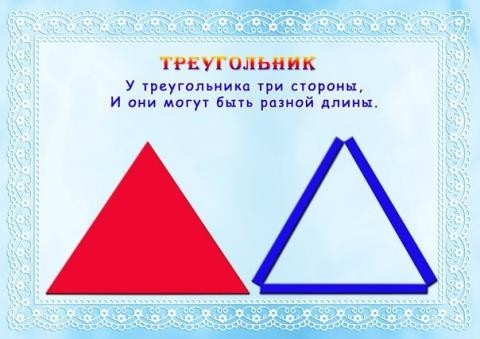 ТРЕУГОЛЬНИК
У треугольника три стороны,
И они могут быть разной длины.